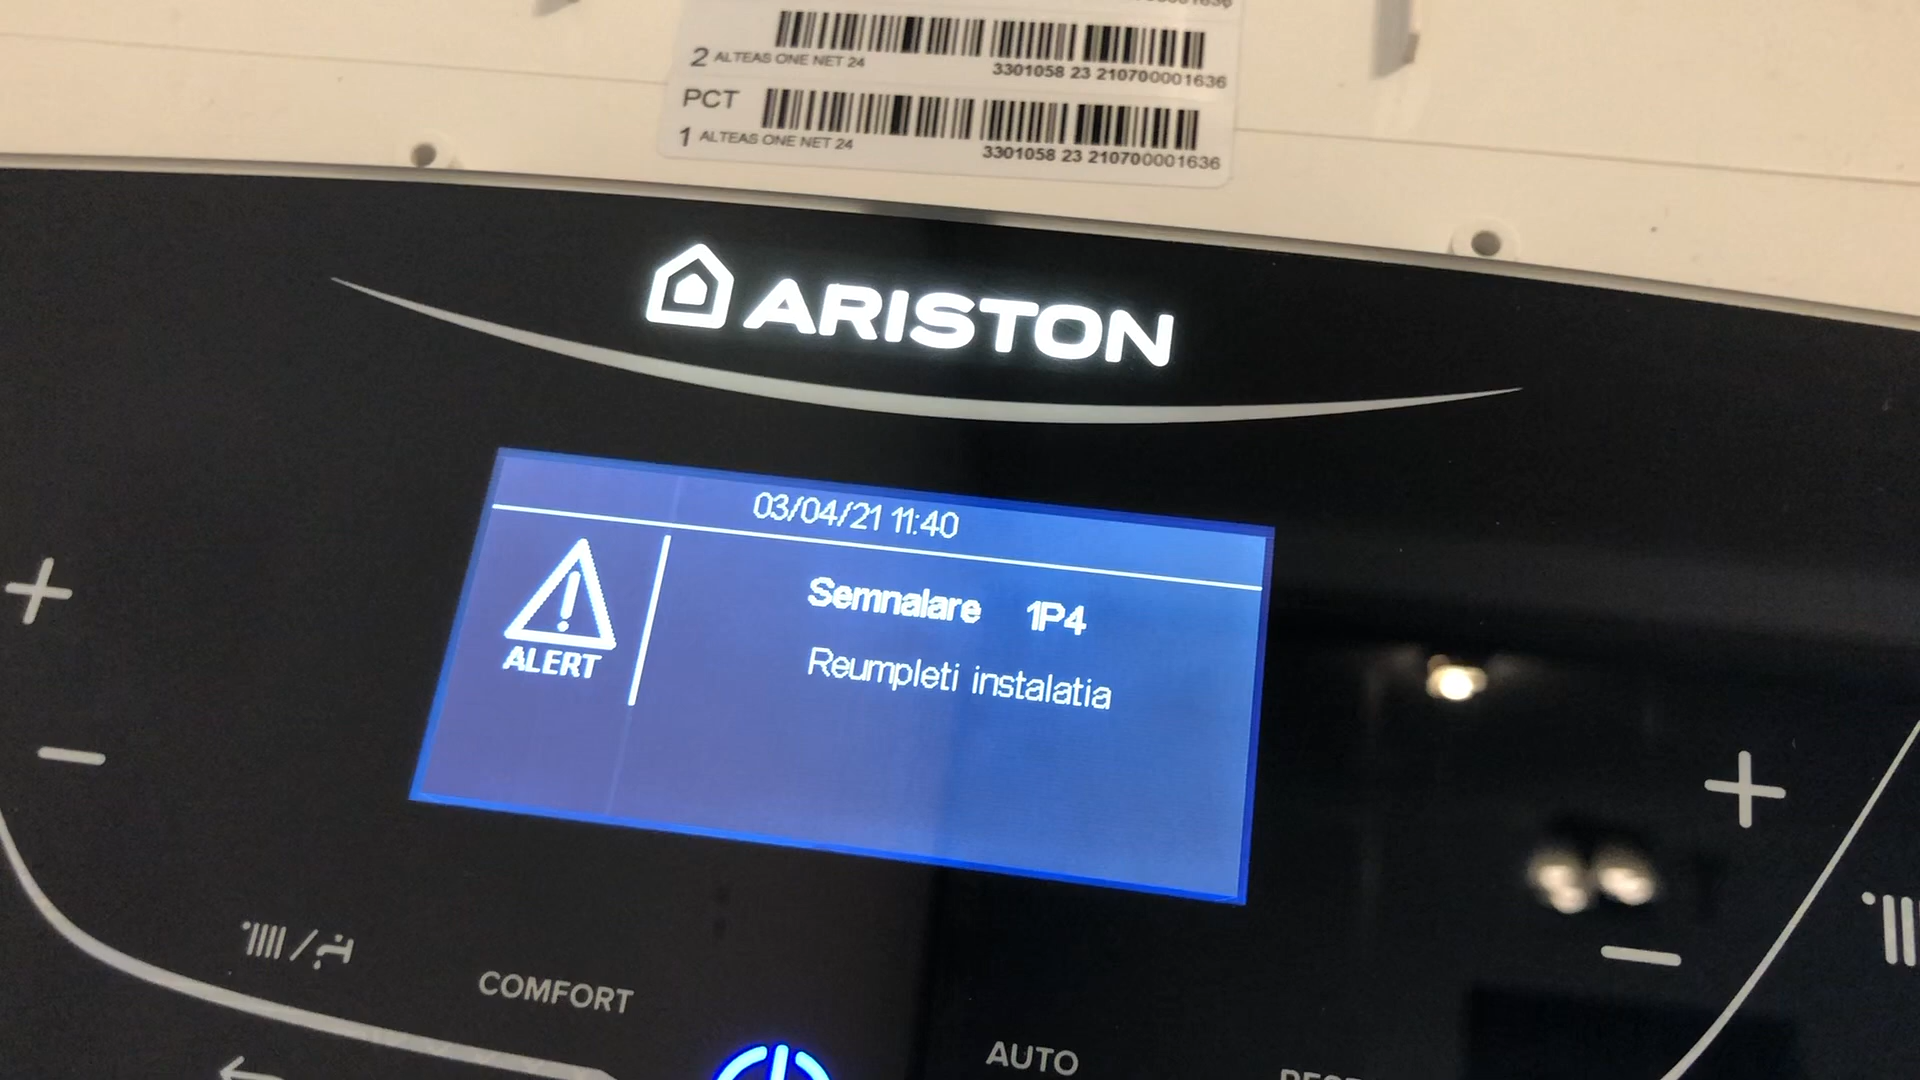 2 ALTEAS ONE NET 24
3301058 23 210700001636
PCT
1 ALTEAS ONE NET 24
3301058 23 210700001636
ARISTON
03/04/21 11:40
ALERT
Semnalare 1P4
Reumpleti instalatia
COMFORT
AUTO